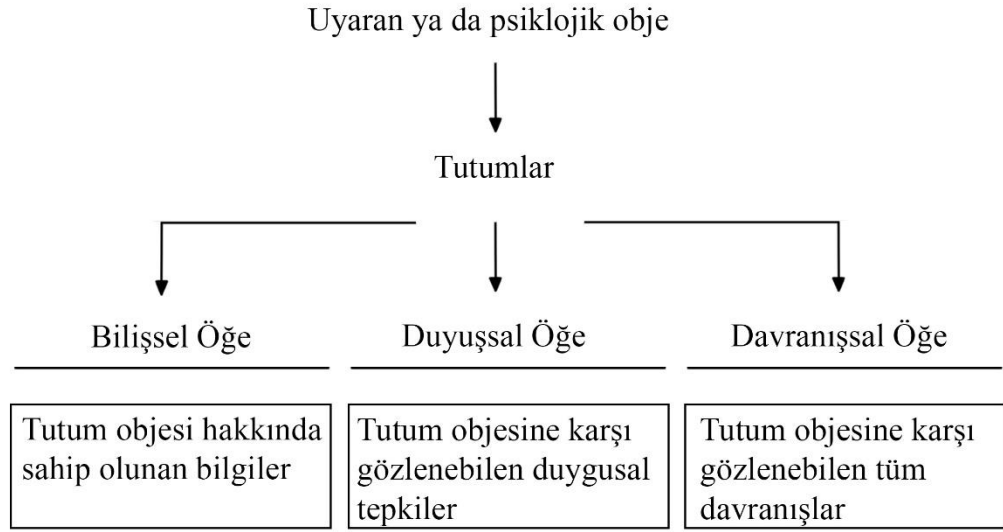 Uyaran ya da psiklojik obje
Tutumlar
Bilişsel Öğe
Duyuşsal Öğe
Davranışsal Öğe
Tutum objesi hakkında
sahip olunan bilgiler
Tutum objesine karşı
gözlenebilen duygusal
tepkiler
Tutum objesine karşı
gözlenebilen tüm
davranışlar